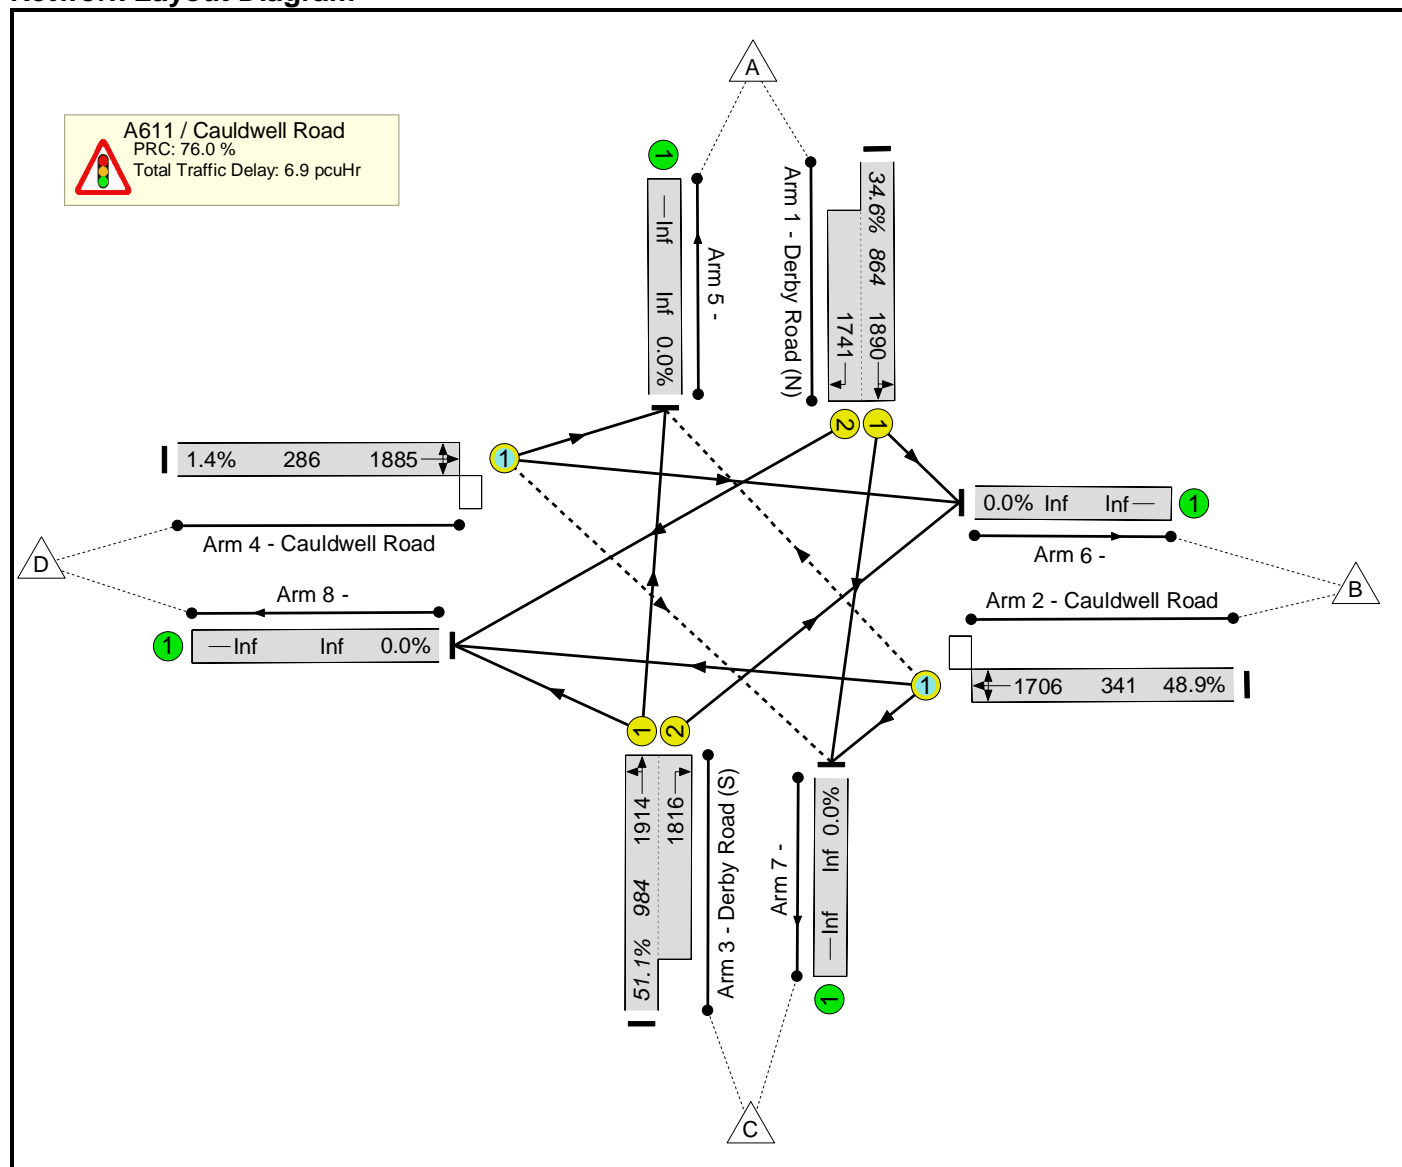 Network Layout Diagram
A
A611 / Cauldwell Road
PRC: 76.0 %
Total Traffic Delay: 6.9 pcuHr
1
Inf Inf 0.0%
Arm 5 -
Arm 1 - Derby Road (N)
1741
34.6% 864 1890
2 1
1.4% 286 1885
1
Arm 4 - Cauldwell Road
0.0% Inf Inf
1
Arm 6 -
D
B
Arm 8 -
Arm 2 - Cauldwell Road
1
Inf Inf 0.0%
1
1706 341 48.9%
1 2
51.1% 984 1914
1816
Arm 3 - Derby Road (S)
Arm 7 -
Inf Inf 0.0%
1
C